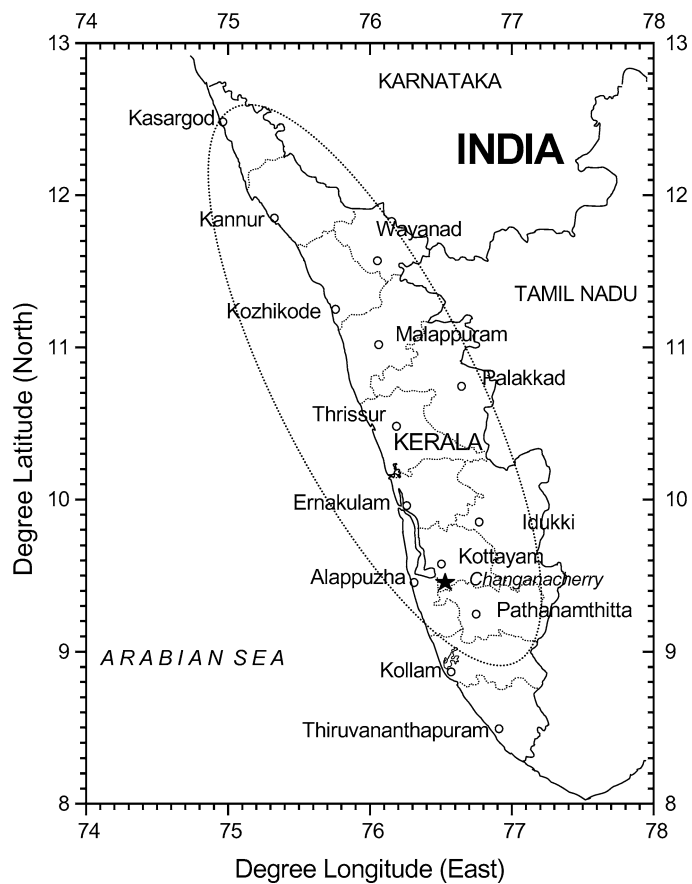 74 75 76 77 78
13 13
KARNATAKA
Kasargod
INDIA
12 12
Kannur
Wayanad
TAMIL NADU
Kozhikode
Malappuram
11 11
Palakkad
Thrissur
KERALA
10 10
Ernakulam
Idukki
Kottayam
Alappuzha
Changanacherry
Pathanamthitta
9 9
ARABIAN SEA
Kollam
Thiruvananthapuram
8 8
74 75 76 77 78
Degree Latitude (North)
Degree Longitude (East)